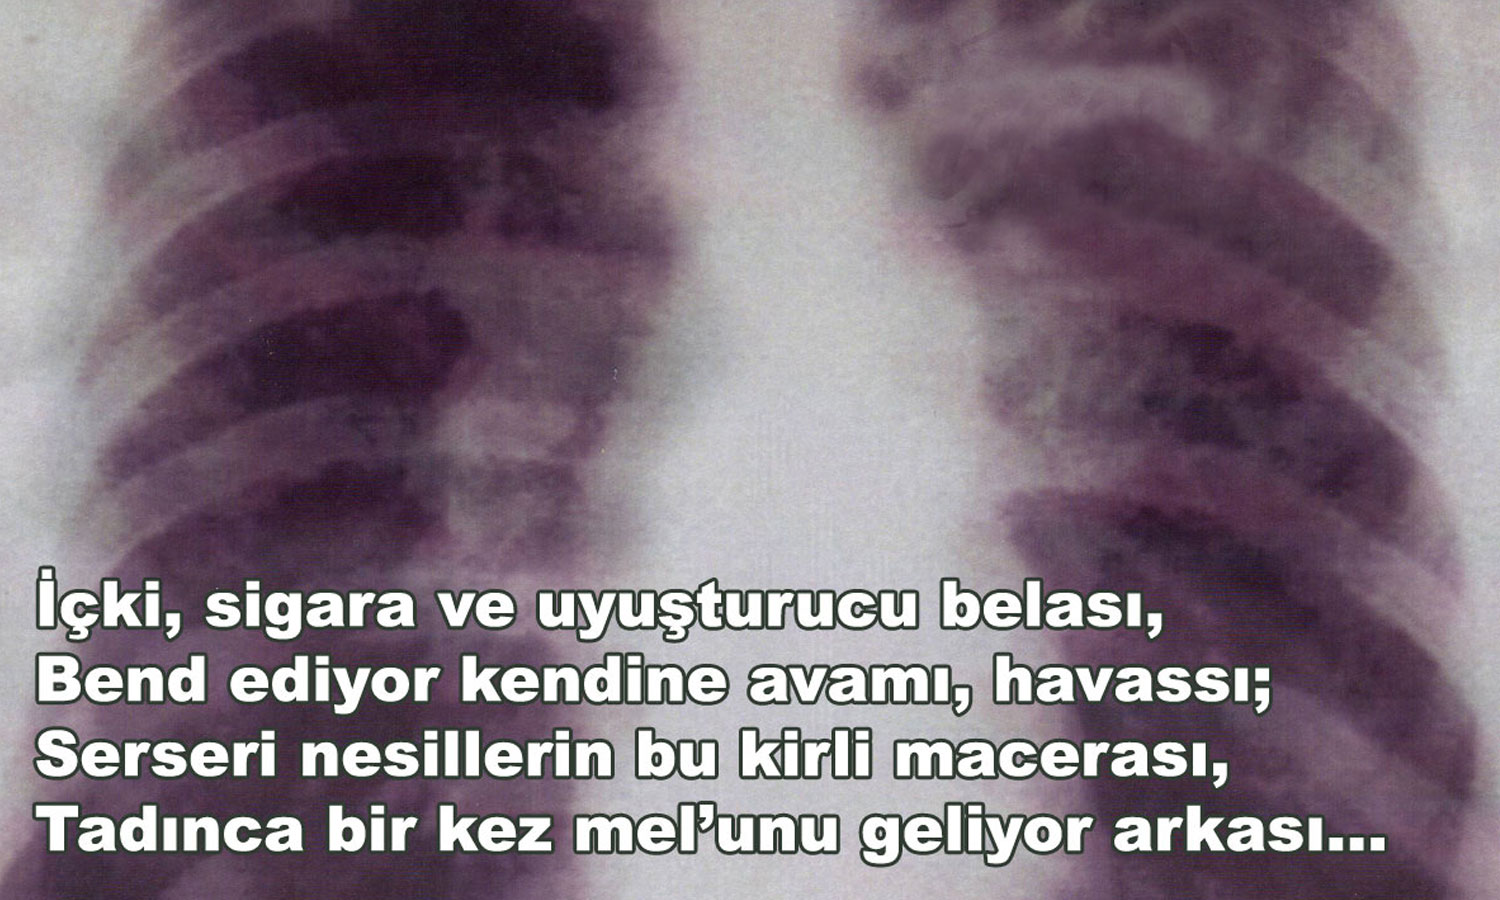 İçki, sigara ve uyuşturucu belası,
Bend ediyor kendine avamı, havassı;
Serseri nesillerin bu kirli macerası,
Tadınca bir kez mel’unu geliyor arkası...